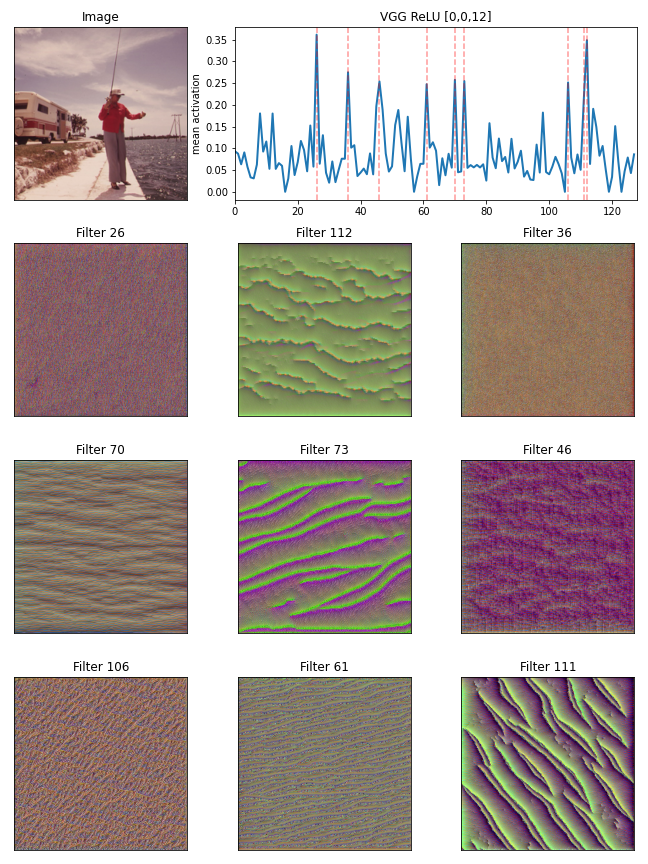 Image
VGG ReLU [0,0,12]
mean activation
0.35
0.30
0.25
0.20
0.15
0.10
0.05
0.00
0 20 40 60 80 100 120
Filter 26
Filter 112
Filter 36
Filter 70
Filter 73
Filter 46
Filter 106
Filter 61
Filter 111